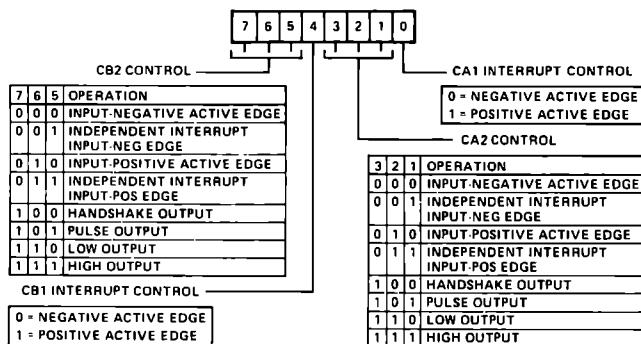 7 6 5 4 3 2 1 0
CB2 CONTROL
7 6 5 OPERATION
0 0 0 INPUT-NEGATIVE ACTIVE EDGE
0 0 1 INDEPENDENT INTERRUPT
INPUT-NEG EDGE
0 1 0 INPUT-POSITIVE ACTIVE EDGE
0 1 1 INDEPENDENT INTERRUPT
INPUT-POS EDGE
1 0 0 HANDSHAKE OUTPUT
1 0 1 PULSE OUTPUT
1 1 0 LOW OUTPUT
1 1 1 HIGH OUTPUT
CB1 INTERRUPT CONTROL
0 = NEGATIVE ACTIVE EDGE
1 = POSITIVE ACTIVE EDGE
CA1 INTERRUPT CONTROL
0 = NEGATIVE ACTIVE EDGE
1 = POSITIVE ACTIVE EDGE
CA2 CONTROL
3 2 1 OPERATION
0 0 0 INPUT-NEGATIVE ACTIVE EDGE
0 0 1 INDEPENDENT INTERRUPT
INPUT-NEG EDGE
0 1 0 INPUT-POSITIVE ACTIVE EDGE
0 1 1 INDEPENDENT INTERRUPT
INPUT-POS EDGE
1 0 0 HANDSHAKE OUTPUT
1 0 1 PULSE OUTPUT
1 1 0 LOW OUTPUT
1 1 1 HIGH OUTPUT